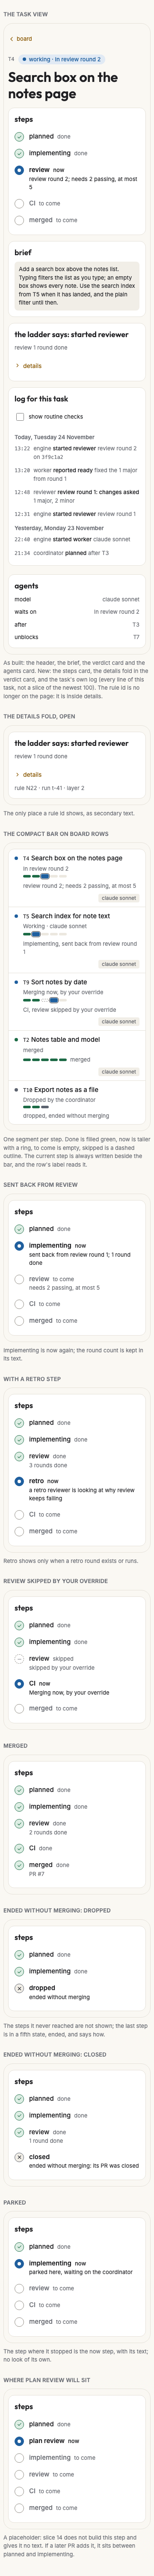 THE TASK VIEW
‹ board
T4 working · in review round 2
Search box on the
notes page
steps
planned done
implementing done
review now
review round 2; needs 2 passing, at most
5
CI to come
merged to come
brief
Add a search box above the notes list.
Typing filters the list as you type; an empty
box shows every note. Use the search index
from T5 when it has landed, and the plain
filter until then.
the ladder says: started reviewer
review 1 round done
› details
log for this task
show routine checks
Today, Tuesday 24 November
13:22 engine started reviewer review round 2
on 3f9c1a2
13:20 worker reported ready fixed the 1 major
from round 1
12:48 reviewer review round 1: changes asked
1 major, 2 minor
12:31 engine started reviewer review round 1
Yesterday, Monday 23 November
22:40 engine started worker claude sonnet
21:34 coordinator planned after T3
agents
model claude sonnet
waits on in review round 2
after T3
unblocks T7
As built: the header, the brief, the verdict card and the
agents. New: the steps card, the details fold in the
verdict card, and the task's own log (every line of this
task, not a slice of the newest 100). The rule id is no
longer on the page: it is inside details.
THE DETAILS FOLD, OPEN
the ladder says: started reviewer
review 1 round done
› details
rule N22 · run t-41 · layer 2
The only place a rule id shows, as secondary text.
THE COMPACT BAR ON BOARD ROWS
T4 Search box on the notes page
In review round 2
review round 2; needs 2 passing, at most 5
claude sonnet
T5 Search index for note text
Working · claude sonnet
implementing, sent back from review round
1
claude sonnet
T9 Sort notes by date
Merging now, by your override
CI, review skipped by your override
claude sonnet
T2 Notes table and model
merged
merged
claude sonnet
T10 Export notes as a file
Dropped by the coordinator
dropped, ended without merging
One segment per step. Done is filled green, now is tall
with a ring, to come is empty, skipped is a dashed
outline. The current step is always written beside the
bar, and the row's label reads it.
SENT BACK FROM REVIEW
steps
planned done
implementing now
sent back from review round 1; 1 round
done
review to come
needs 2 passing, at most 5
CI to come
merged to come
Implementing is now again; the round count is kept in
its text.
WITH A RETRO STEP
steps
planned done
implementing done
review done
3 rounds done
retro now
a retro reviewer is looking at why review
keeps failing
CI to come
merged to come
Retro shows only when a retro round exists or runs.
REVIEW SKIPPED BY YOUR OVERRIDE
steps
planned done
implementing done
review skipped
skipped by your override
CI now
Merging now, by your override
merged to come
MERGED
steps
planned done
implementing done
review done
2 rounds done
CI done
merged done
PR #7
ENDED WITHOUT MERGING: DROPPED
steps
planned done
implementing done
dropped
ended without merging
The steps it never reached are not shown; the last step
is in a fifth state, ended, and says how.
ENDED WITHOUT MERGING: CLOSED
steps
planned done
implementing done
review done
1 round done
closed
ended without merging: its PR was closed
PARKED
steps
planned done
implementing now
parked here, waiting on the coordinator
review to come
CI to come
merged to come
The step where it stopped is the now step, with its text;
no look of its own.
WHERE PLAN REVIEW WILL SIT
steps
planned done
plan review now
implementing to come
review to come
CI to come
merged to come
A placeholder: slice 14 does not build this step and
gives it no text. If a later PR adds it, it sits between
planned and implementing.